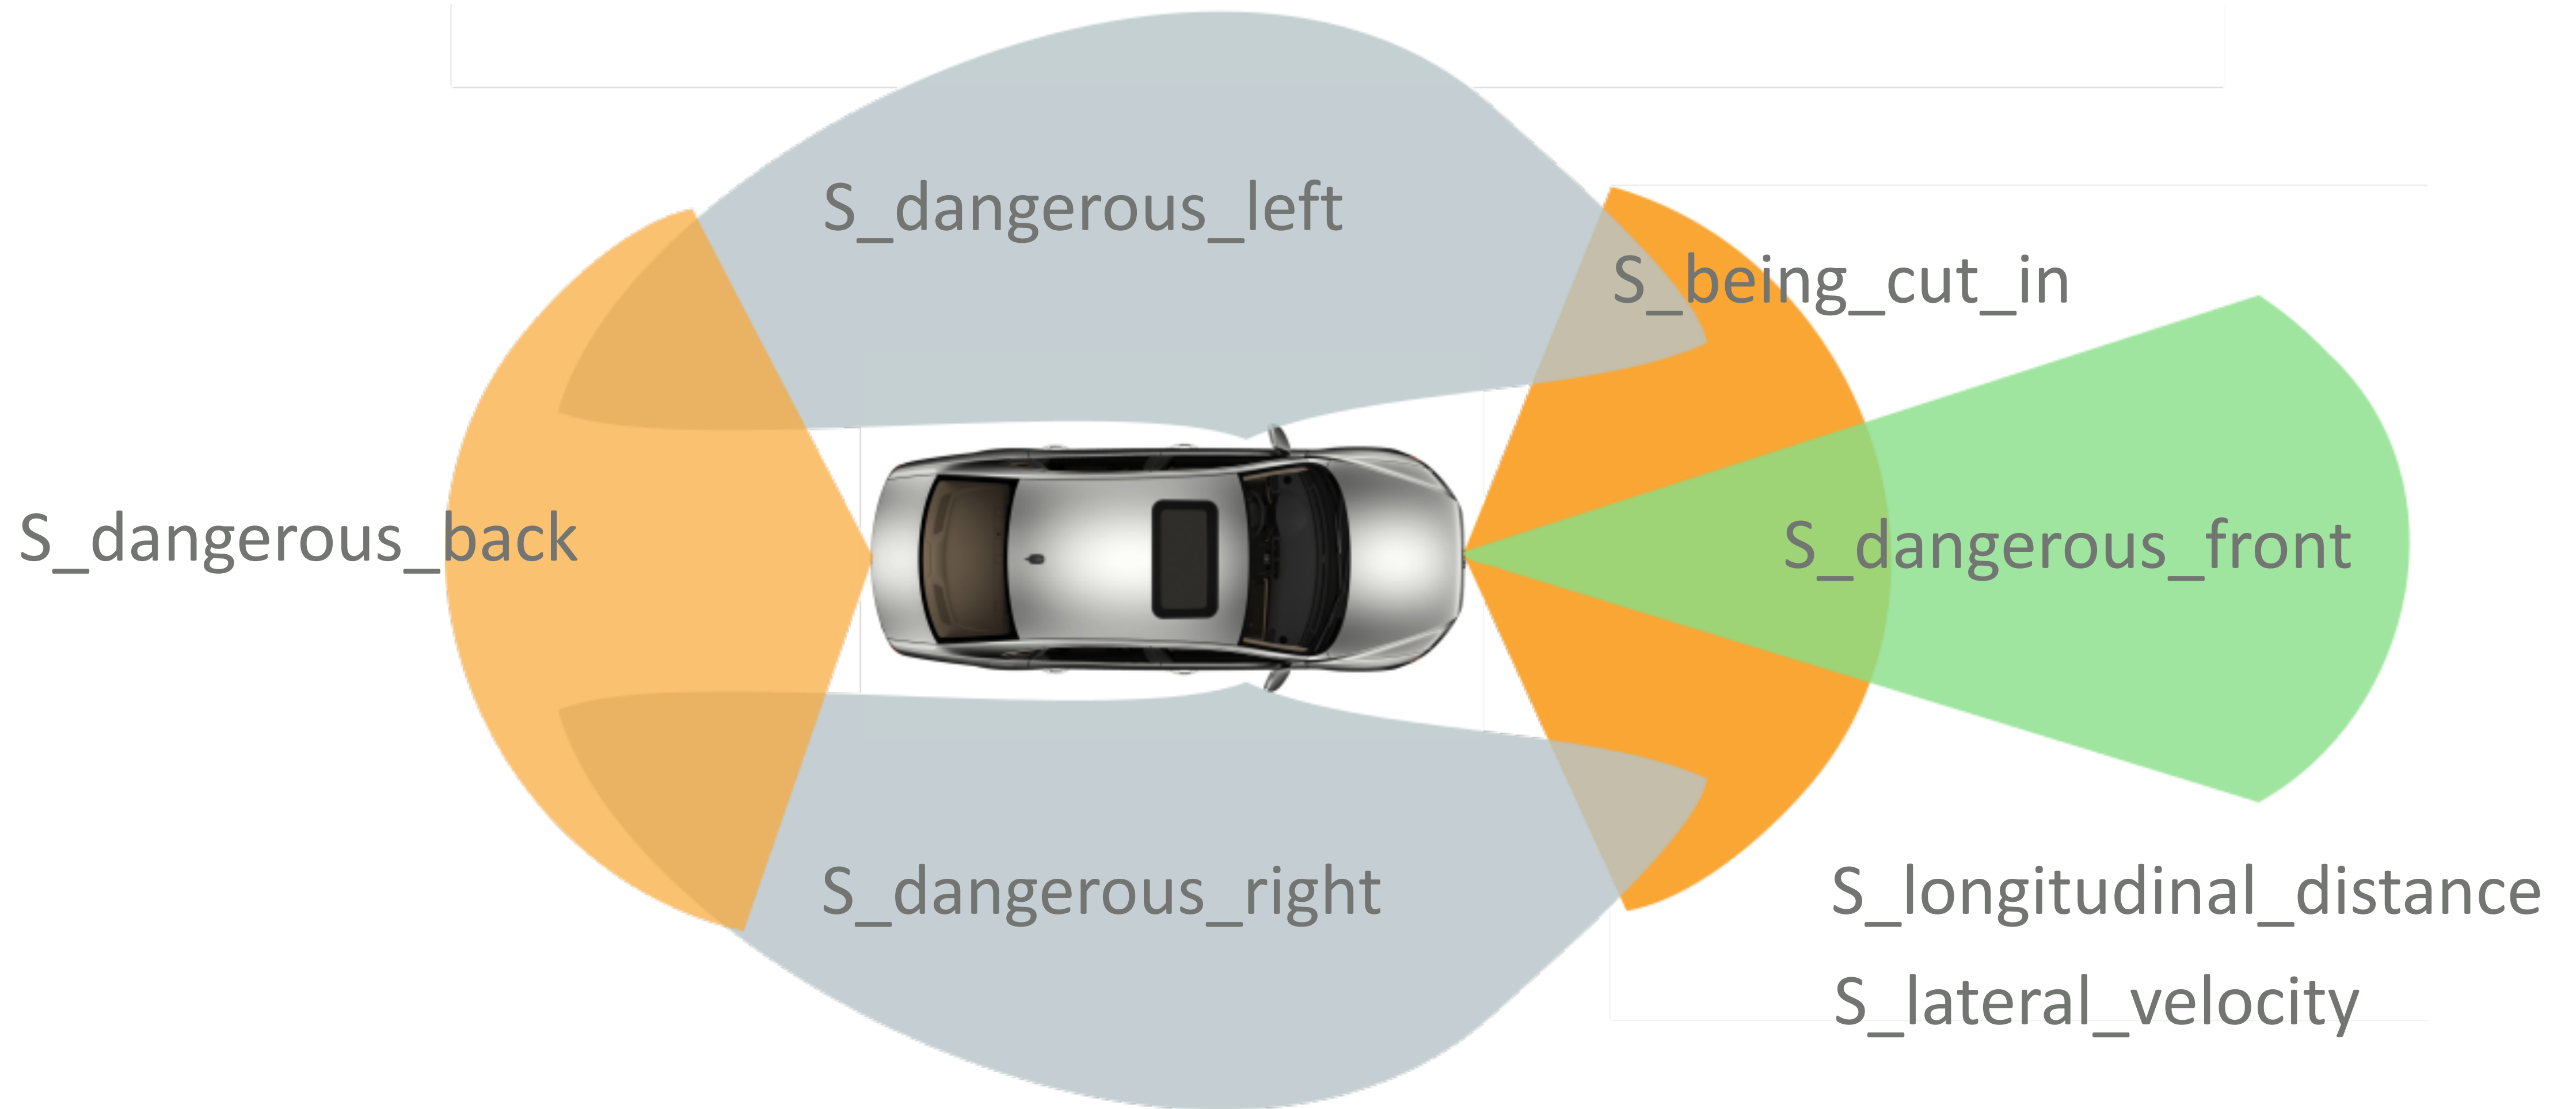 S_dangerous_left
S_being_cut_in
S_dangerous_back
S_dangerous_front
S_dangerous_right
S_longitudinal_distance
S_lateral_velocity